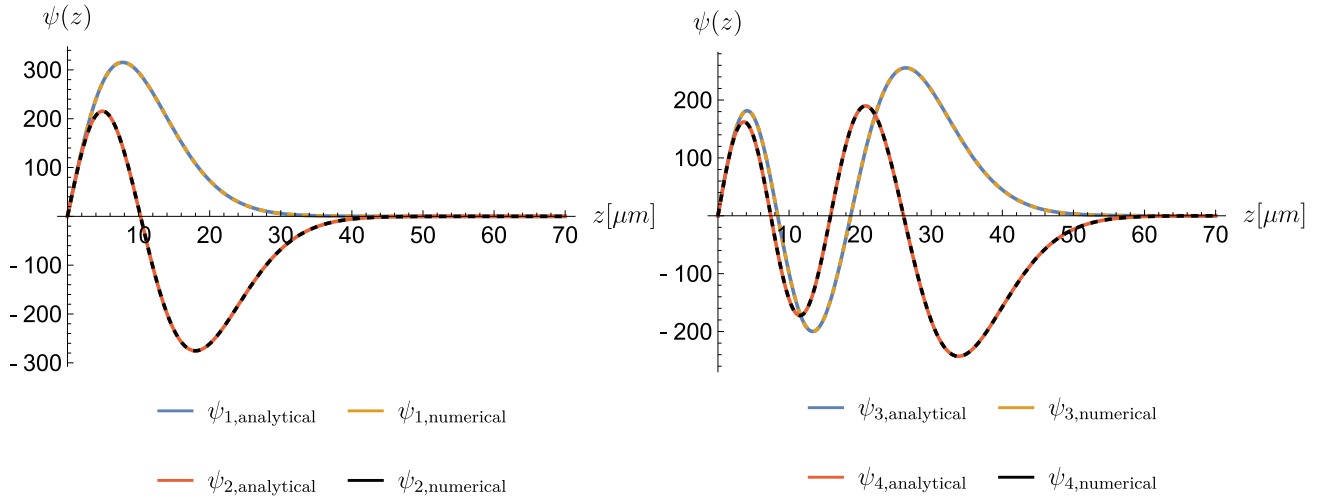 ψ(z)
300
200
100
- 100
- 200
- 300
10 20 30 40 50 60 70
z[μm]
ψ1,analytical ψ1,numerical
ψ2,analytical ψ2,numerical
ψ(z)
200
100
- 100
- 200
10 20 30 40 50 60 70
z[μm]
ψ3,analytical ψ3,numerical
ψ4,analytical ψ4,numerical